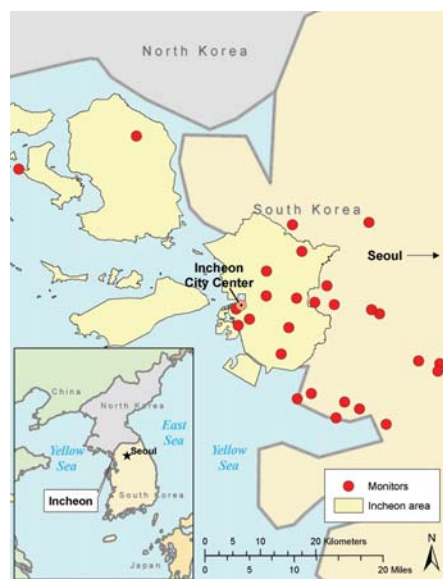 North Korea
South Korea
Seoul
Incheon
City Center
China
North Korea
East
Sea
Yellow
Sea
Seoul
Incheon
South Korea
Japan
Yellow
Sea
Monitors
Incheon area
0 5 10 20 Kilometers
0 5 10 20 Miles
N